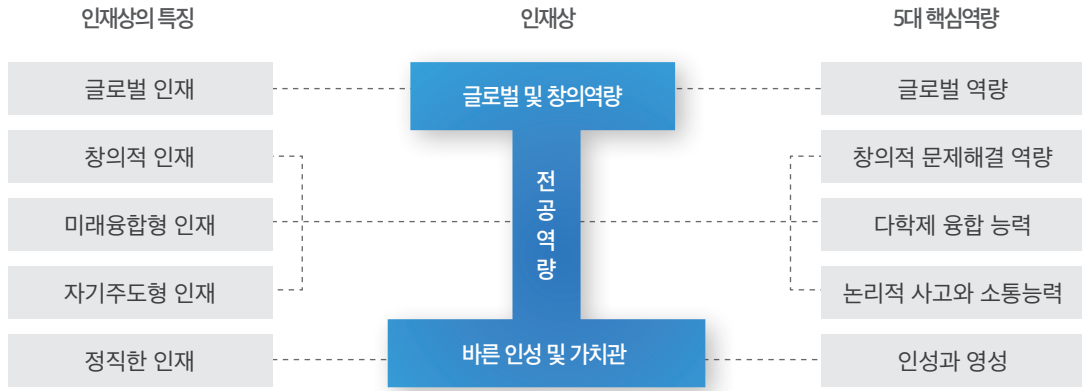 인재상의 특징
인재상
5대 핵심역량
글로벌 인재
글로벌 및 창의역량
글로벌 역량
창의적 인재
창의적 문제해결 역량
전공역량
미래융합형 인재
다학제 융합 능력
자기주도형 인재
논리적 사고와 소통능력
정직한 인재
바른 인성 및 가치관
인성과 영성